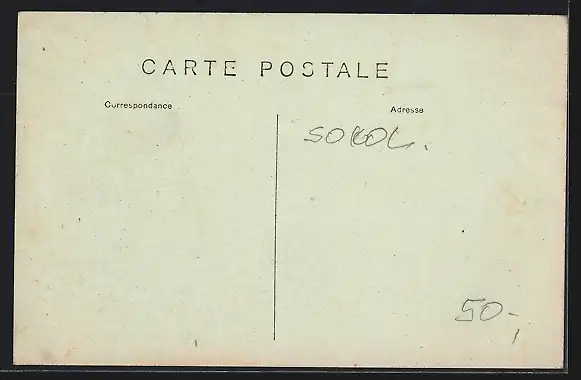 CARTE POSTALE
Correspondance
Adresse
SOKOL.
50-,